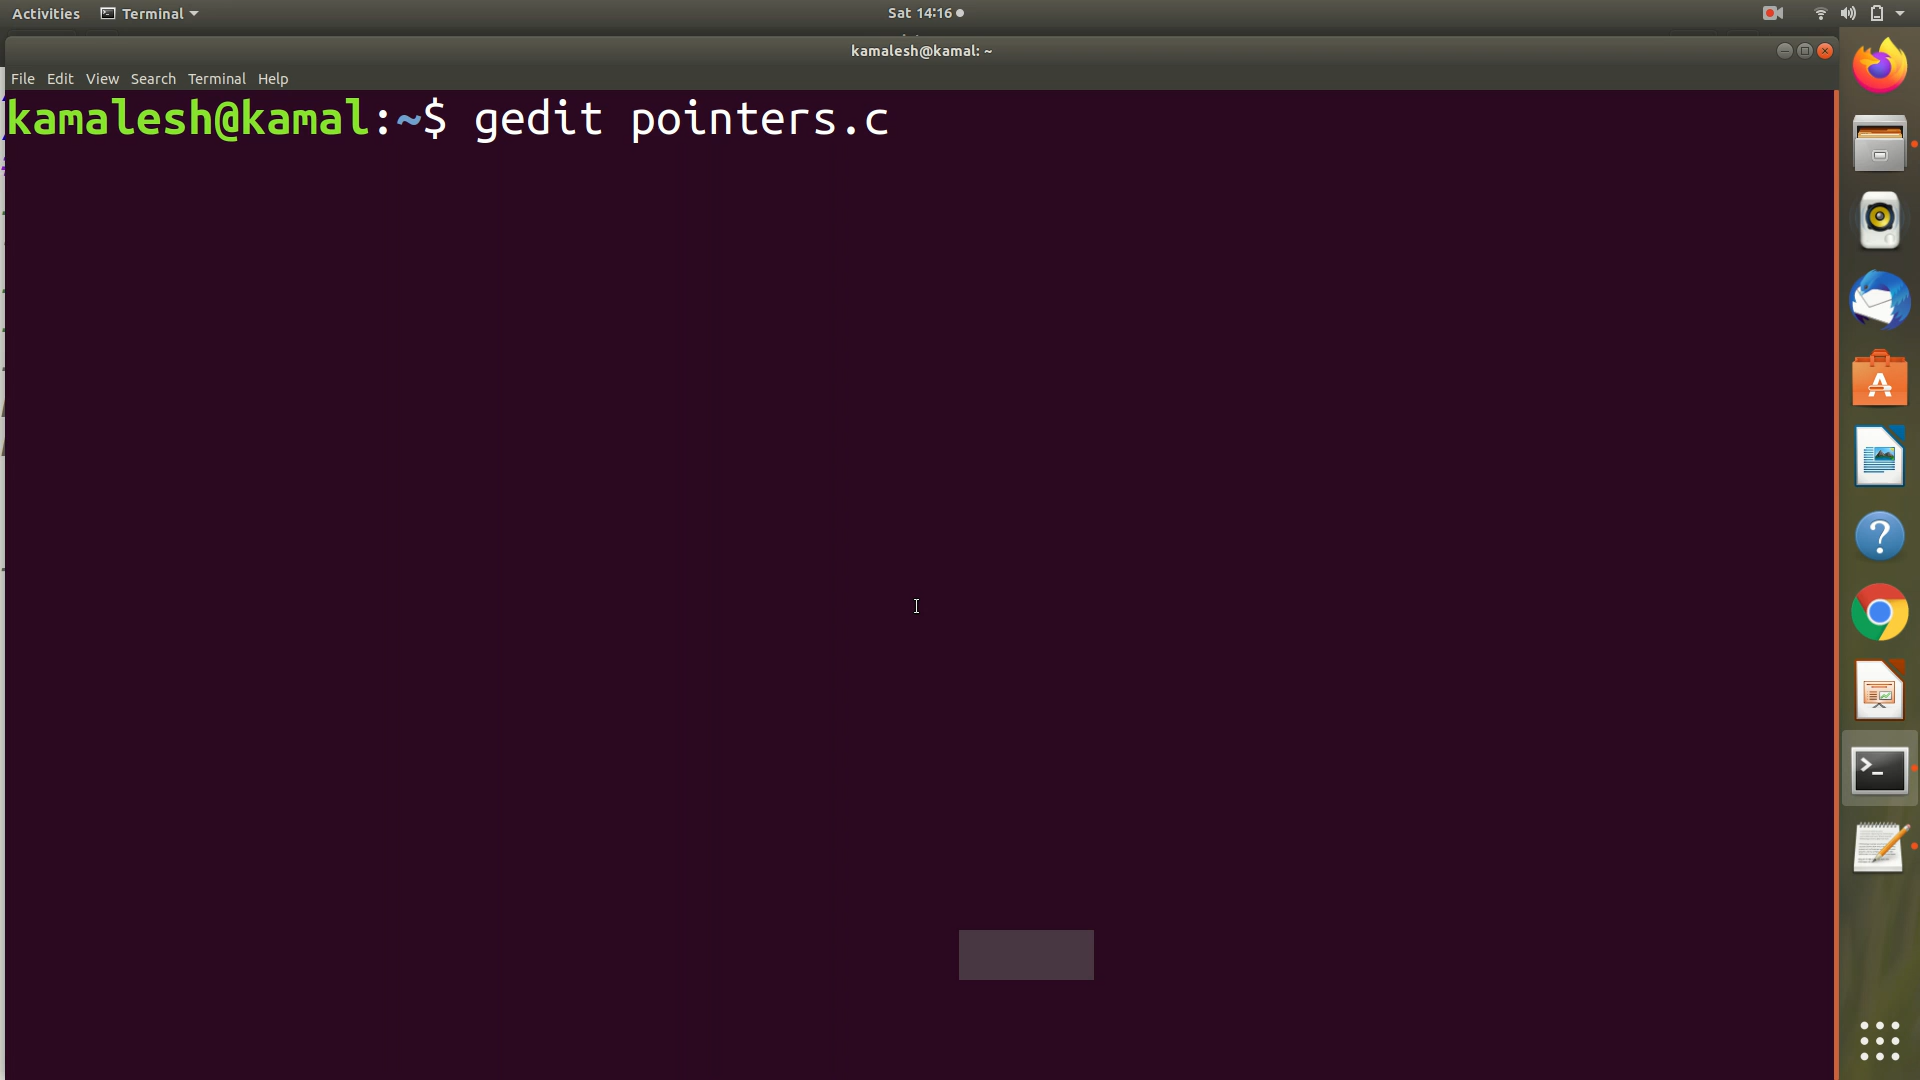 Activities Terminal Sat 14:16
kamalesh@kamal: ~
File Edit View Search Terminal Help
kamalesh@kamal:~$ gedit pointers.c